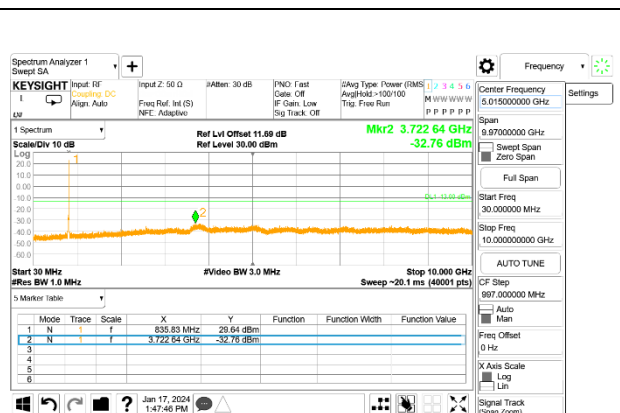 Spectrum Analyzer 1
Swept SA
Frequency
KEYSIGHT
Input: RF
Coupling: DC
Align: Auto
Input Z: 50 Ω
Freq Ref: Int (S)
NFE: Adaptive
#Atten: 30 dB
PNO: Fast
Gate: Off
IF Gain: Low
Sig Track: Off
#Avg Type: Power (RMS
Avg|Hold:>100/100
Trig: Free Run
1 2 3 4 5 6
M W W W W W
P P P P P P
Center Frequency
5.015000000 GHz
Settings
1 Spectrum
Scale/Div 10 dB
Ref Lvl Offset 11.69 dB
Ref Level 30.00 dBm
Mkr2 3.722 64 GHz
-32.76 dBm
Span
9.97000000 GHz
Swept Span
Zero Span
Full Span
Start Freq
30.000000 MHz
Stop Freq
10.000000000 GHz
AUTO TUNE
CF Step
997.000000 MHz
Auto
Man
Freq Offset
0 Hz
X Axis Scale
Log
Lin
Signal Track
(Span Zoom)
Log
20.0
10.0
0.00
-10.0
-20.0
-30.0
-40.0
-50.0
-60.0
1
2
Start 30 MHz
#Res BW 1.0 MHz
#Video BW 3.0 MHz
Stop 10.000 GHz
Sweep ~20.1 ms (40001 pts)
5 Marker Table
Mode Trace Scale X Y Function Function Width Function Value
1 N 1 f 835.83 MHz 29.64 dBm
2 N 1 f 3.722 64 GHz -32.76 dBm
3
4
5
6
Jan 17, 2024
1:47:46 PM